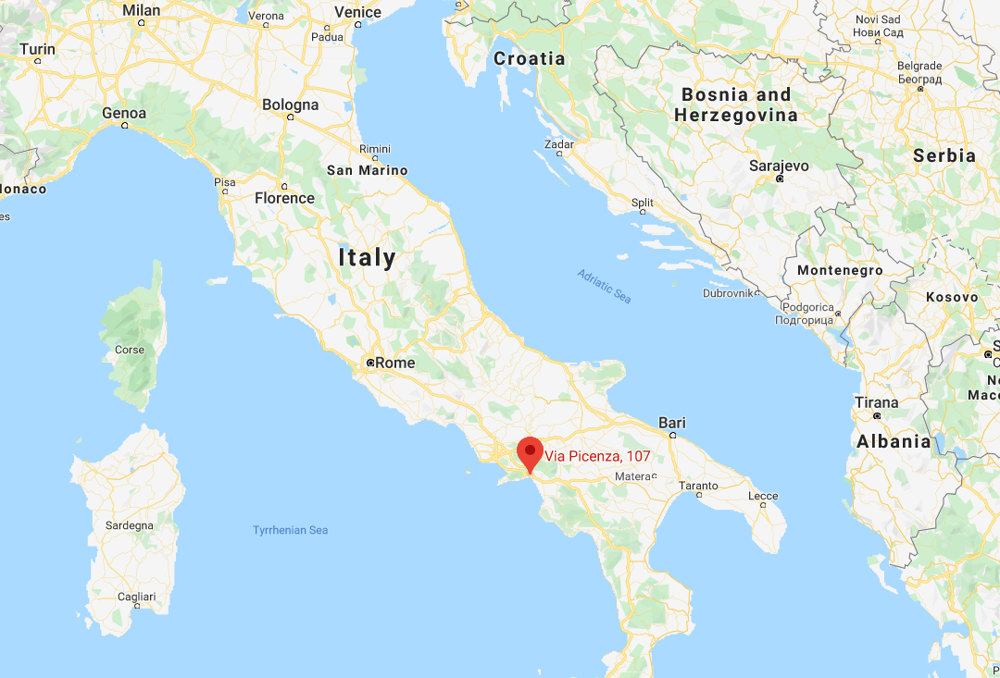 Milan
Verona
Venice
Padua
Turin
Novi Sad
Нови Сад
Croatia
Belgrade
Београд
Bosnia and
Herzegovina
Genoa
Bologna
Rimini
Zadar
Serbia
San Marino
Sarajevo
Pisa
Florence
Split
Italy
Montenegro
Adriatic Sea
Dubrovnik
Kosovo
Podgorica
Подгорица
Corse
Rome
Tirana
Bari
Albania
Via Picenza, 107
Matera
Taranto
Lecce
Sardegna
Tyrrhenian Sea
Cagliari